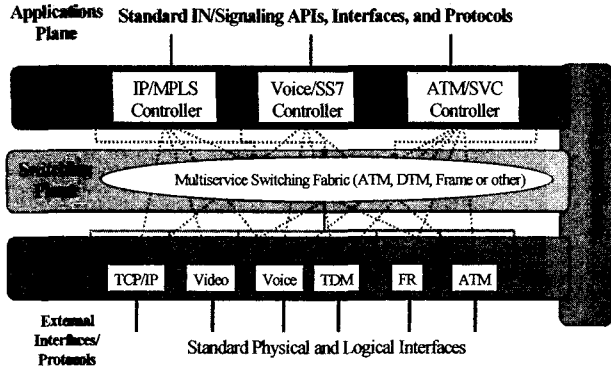 Applications
Plane
Standard IN/Signaling APIs, Interfaces, and Protocols
IP/MPLS
Controller
Voice/SS7
Controller
ATM/SVC
Controller
Switching
Plane
Multiservice Switching Fabric (ATM, DTM, Frame or other)
TCP/IP
Video
Voice
TDM
FR
ATM
External
Interfaces/
Protocols
Standard Physical and Logical Interfaces